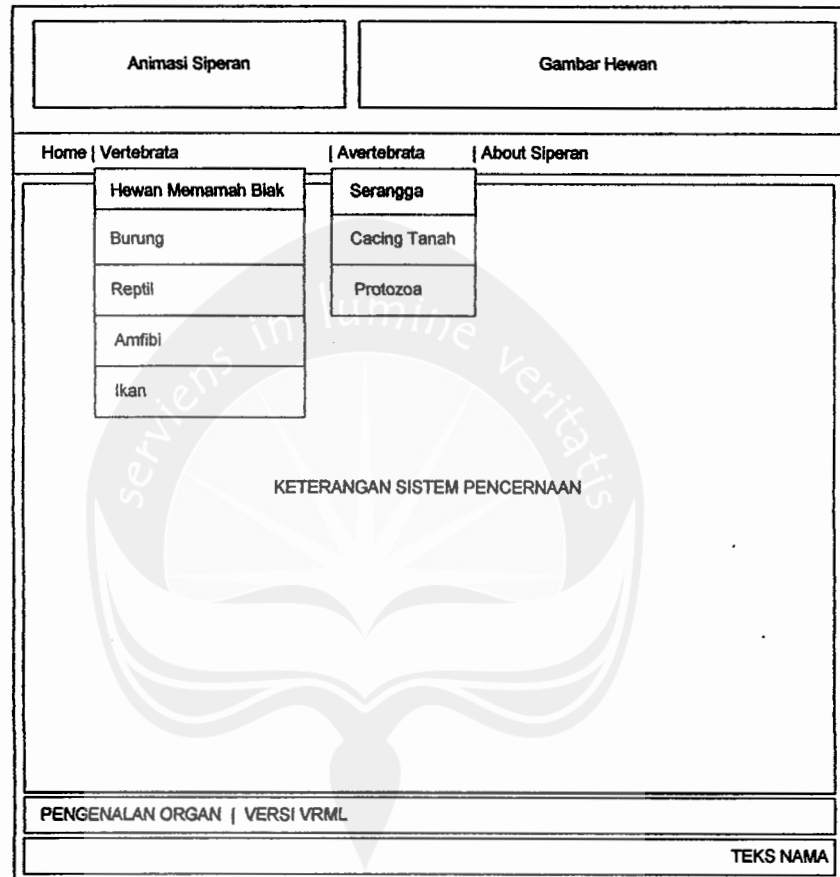 Animasi Siperan
Gambar Hewan
Home | Vertebrata | Avertebrata | About Siperan
Hewan Memamah Biak
Serangga
Burung
Cacing Tanah
Reptil
Protozoa
Amfibi
Ikan
serviens in lumine veritatis
KETERANGAN SISTEM PENCERNAAN
PENGENALAN ORGAN | VERSI VRML
TEKS NAMA